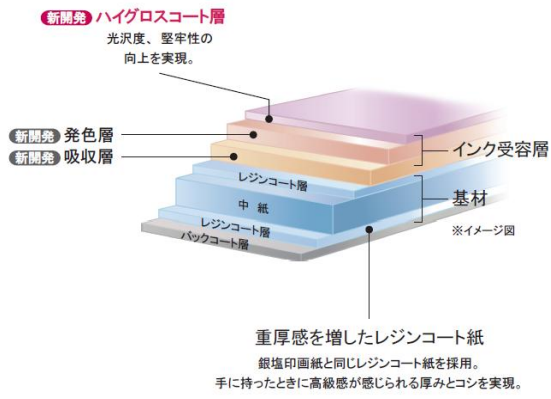 新開発 ハイグロスコート層
光沢度、堅牢性の
向上を実現。
新開発 発色層
新開発 吸収層
インク受容層
レジンコート層
中 紙
基材
レジンコート層
バックコート層
※イメージ図
重厚感を増したレジンコート紙
銀塩印画紙と同じレジンコート紙を採用。
手に持ったときに高級感が感じられる厚みとコシを実現。